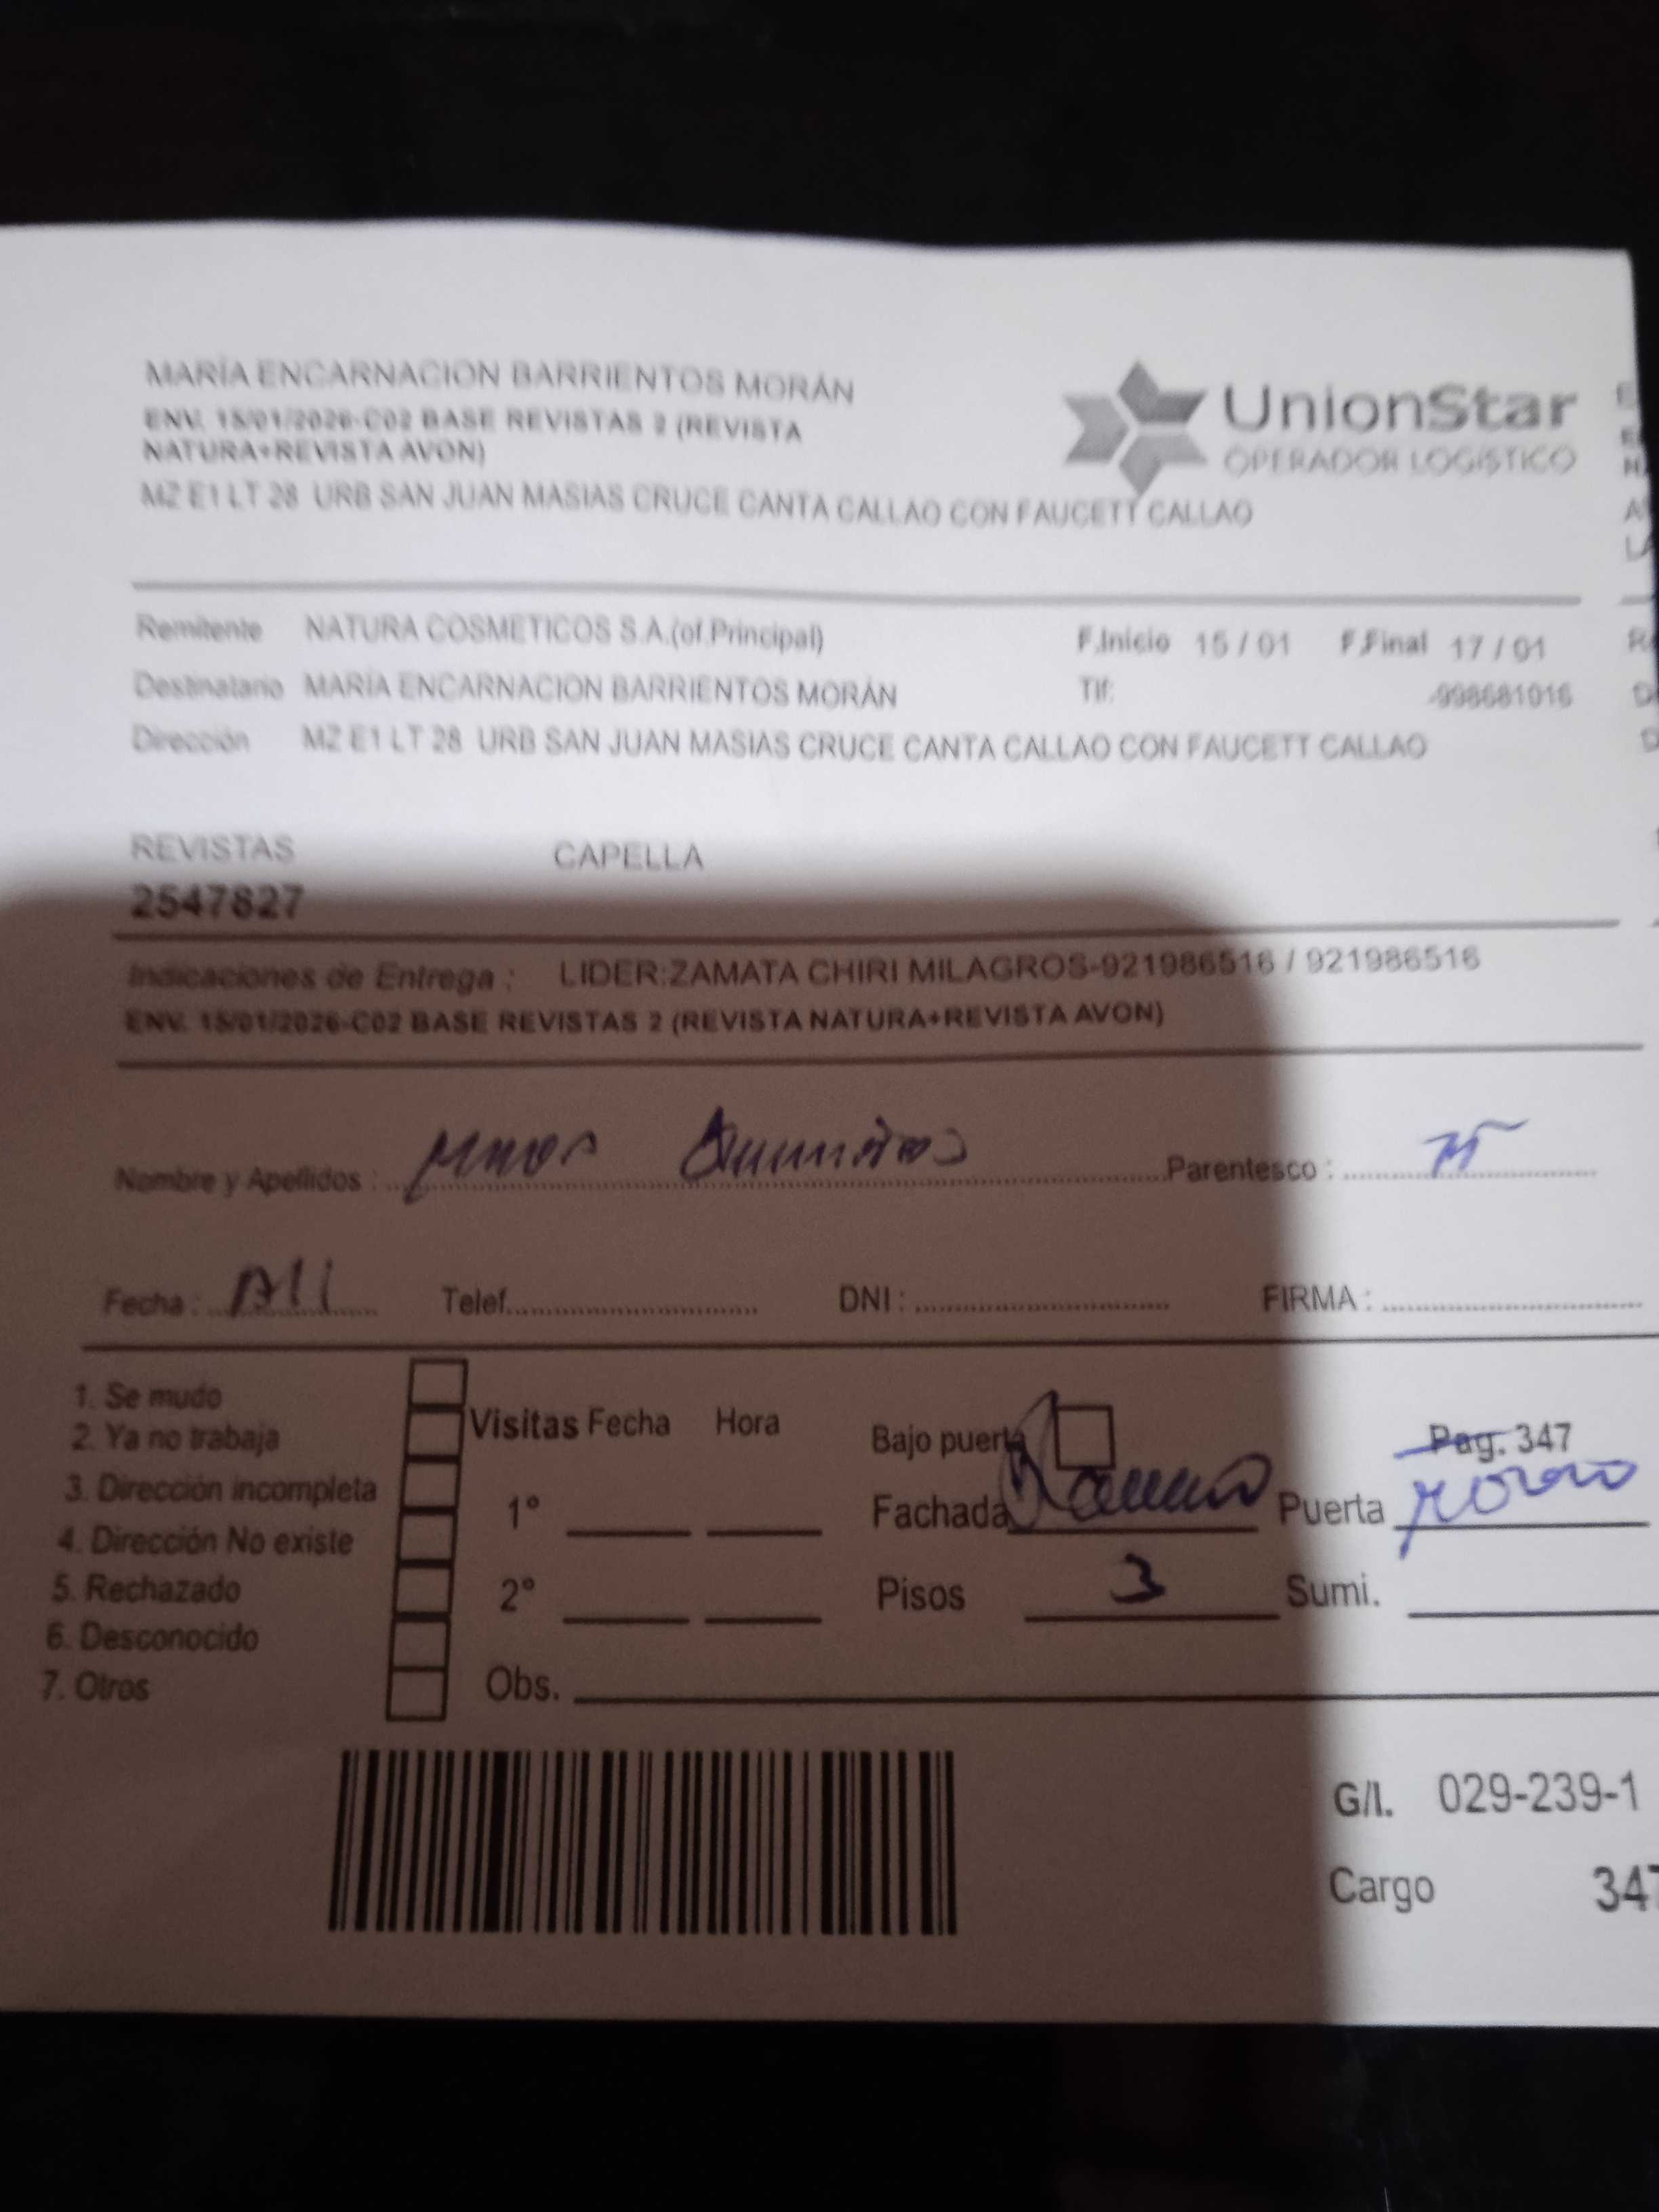 MARÍA ENCARNACION BARRIENTOS MORÁN
ENV. 15/01/2026-C02 BASE REVISTAS 2 (REVISTA
NATURA+REVISTA AVON)
MZ E1 LT 28 URB SAN JUAN MASIAS CRUCE CANTA CALLAO CON FAUCETT CALLAO
UnionStar
OPERADOR LOGÍSTICO
Remitente NATURA COSMETICOS S.A.(of.Principal) F.Inicio 15 / 01 F.Final 17 / 01
Destinatario MARÍA ENCARNACION BARRIENTOS MORÁN Tlf: -998681016
Dirección MZ E1 LT 28 URB SAN JUAN MASIAS CRUCE CANTA CALLAO CON FAUCETT CALLAO
REVISTAS CAPELLA
2547827
Indicaciones de Entrega : LIDER:ZAMATA CHIRI MILAGROS-921986516 / 921986516
ENV. 15/01/2026-C02 BASE REVISTAS 2 (REVISTA NATURA+REVISTA AVON)
Nombre y Apellidos : Parentesco :
Fecha : Telef. DNI : FIRMA :
1. Se mudo
2. Ya no trabaja
3. Dirección incompleta
4. Dirección No existe
5. Rechazado
6. Desconocido
7. Otros
Visitas Fecha Hora
1º
2º
Obs.
Bajo puerta Pag. 347
Fachada Puerta
Pisos 3 Sumi.
G/I. 029-239-1
Cargo 347